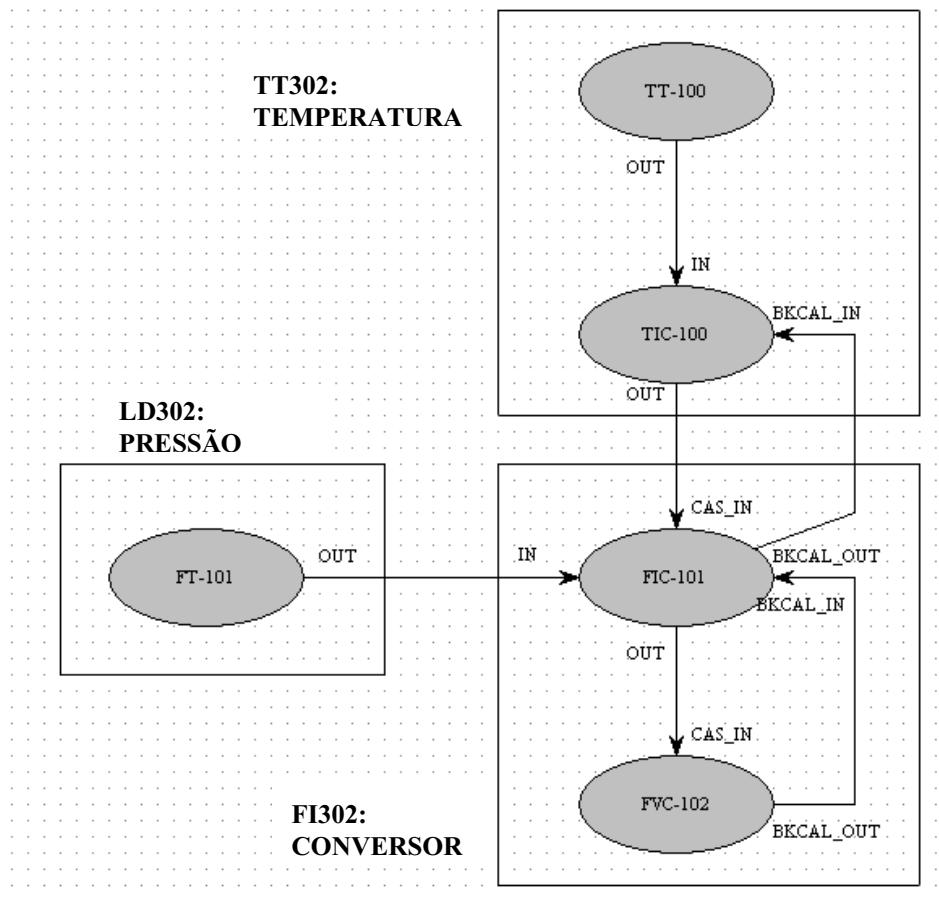 TT302:
TEMPERATURA
TT-100
OUT
IN
BKCAL_IN
TIC-100
OUT
LD302:
PRESSÃO
CAS_IN
OUT
IN
BKCAL_OUT
FT-101
FIC-101
BKCAL_IN
OUT
CAS_IN
FVC-102
FI302:
CONVERSOR
BKCAL_OUT